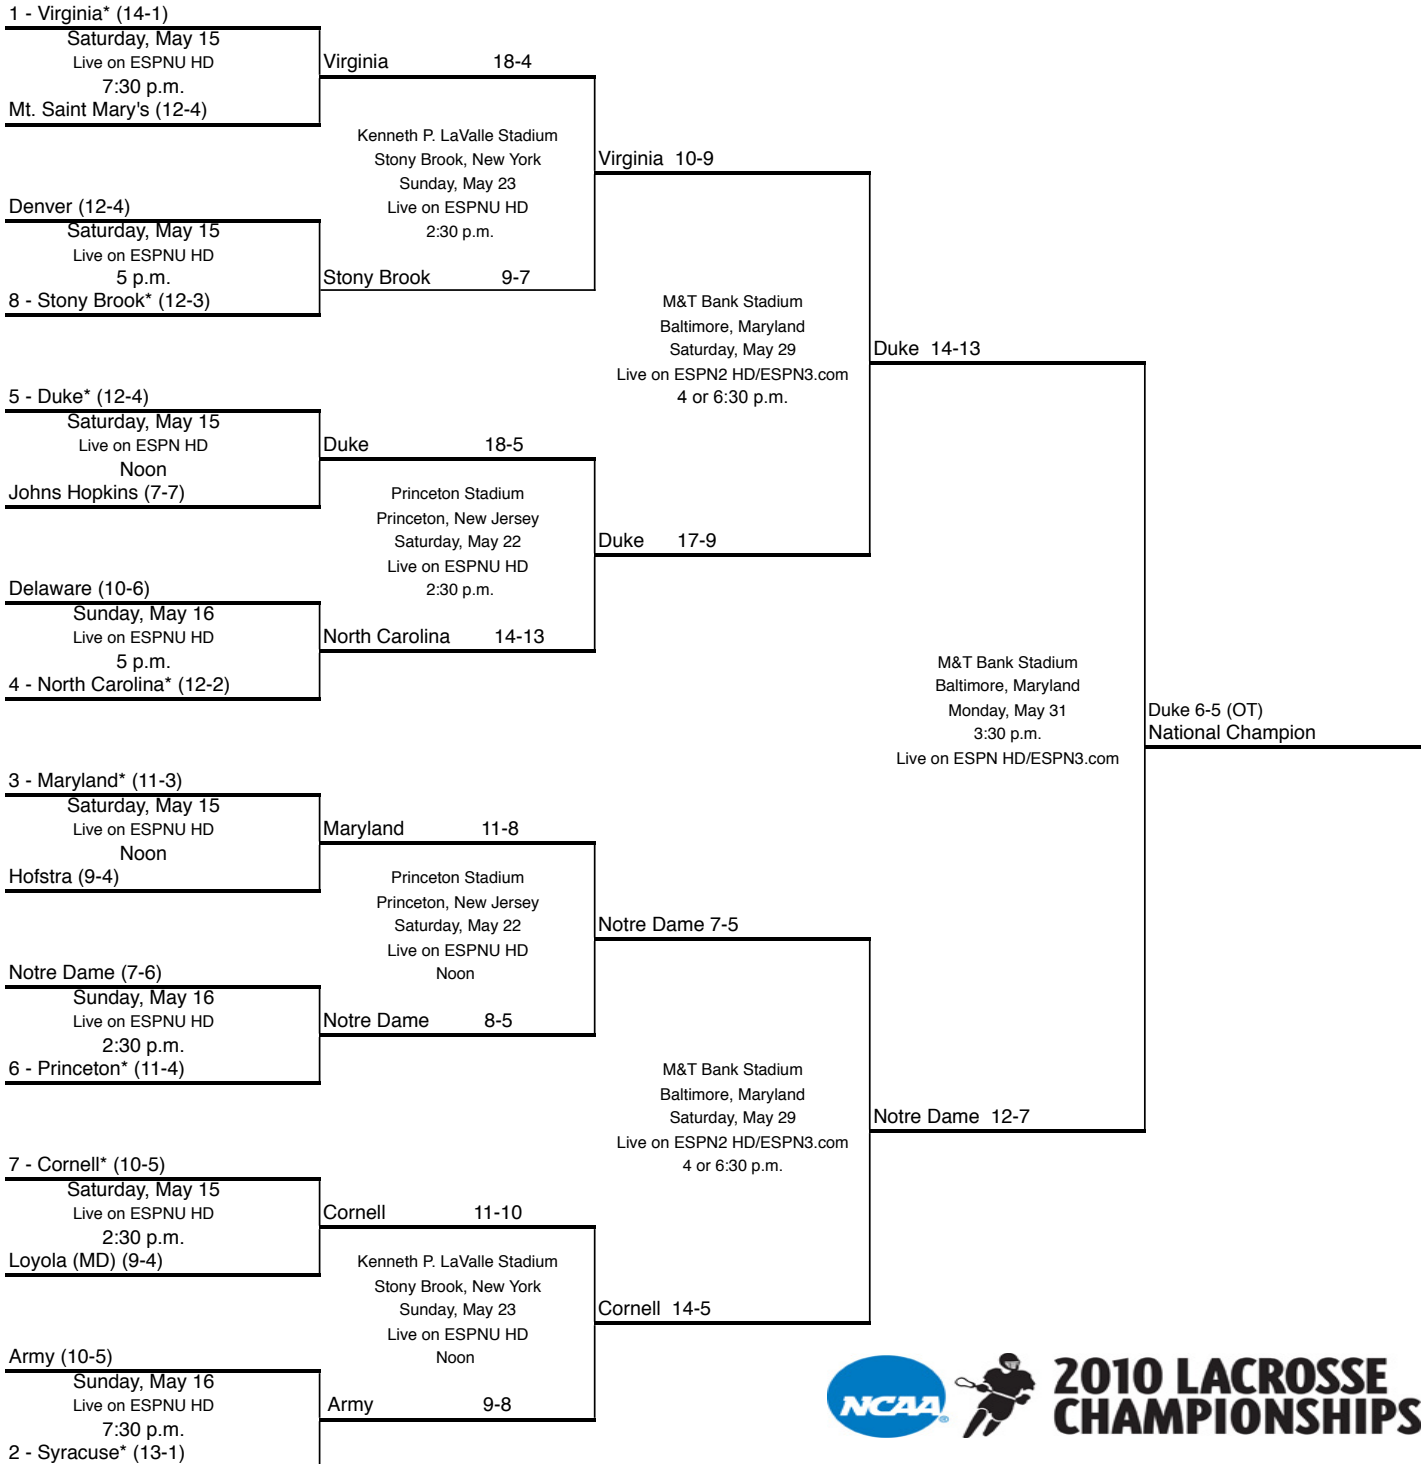 1 - Virginia* (14-1)
Saturday, May 15
Live on ESPNU HD
7:30 p.m.
Mt. Saint Mary's (12-4)
Virginia 18-4
Kenneth P. LaValle Stadium
Stony Brook, New York
Sunday, May 23
Live on ESPNU HD
2:30 p.m.
Denver (12-4)
Saturday, May 15
Live on ESPNU HD
5 p.m.
8 - Stony Brook* (12-3)
Stony Brook 9-7
Virginia 10-9
M&T Bank Stadium
Baltimore, Maryland
Saturday, May 29
Live on ESPN2 HD/ESPN3.com
4 or 6:30 p.m.
5 - Duke* (12-4)
Saturday, May 15
Live on ESPN HD
Noon
Johns Hopkins (7-7)
Duke 18-5
Princeton Stadium
Princeton, New Jersey
Saturday, May 22
Live on ESPNU HD
2:30 p.m.
Delaware (10-6)
Sunday, May 16
Live on ESPNU HD
5 p.m.
4 - North Carolina* (12-2)
North Carolina 14-13
Duke 17-9
Duke 14-13
M&T Bank Stadium
Baltimore, Maryland
Monday, May 31
3:30 p.m.
Live on ESPN HD/ESPN3.com
Duke 6-5 (OT)
National Champion
3 - Maryland* (11-3)
Saturday, May 15
Live on ESPNU HD
Noon
Hofstra (9-4)
Maryland 11-8
Princeton Stadium
Princeton, New Jersey
Saturday, May 22
Live on ESPNU HD
Noon
Notre Dame (7-6)
Sunday, May 16
Live on ESPNU HD
2:30 p.m.
6 - Princeton* (11-4)
Notre Dame 8-5
Notre Dame 7-5
M&T Bank Stadium
Baltimore, Maryland
Saturday, May 29
Live on ESPN2 HD/ESPN3.com
4 or 6:30 p.m.
Notre Dame 12-7
7 - Cornell* (10-5)
Saturday, May 15
Live on ESPNU HD
2:30 p.m.
Loyola (MD) (9-4)
Cornell 11-10
Kenneth P. LaValle Stadium
Stony Brook, New York
Sunday, May 23
Live on ESPNU HD
Noon
Cornell 14-5
Army (10-5)
Sunday, May 16
Live on ESPNU HD
7:30 p.m.
2 - Syracuse* (13-1)
Army 9-8
NCAA
2010 LACROSSE
CHAMPIONSHIPS